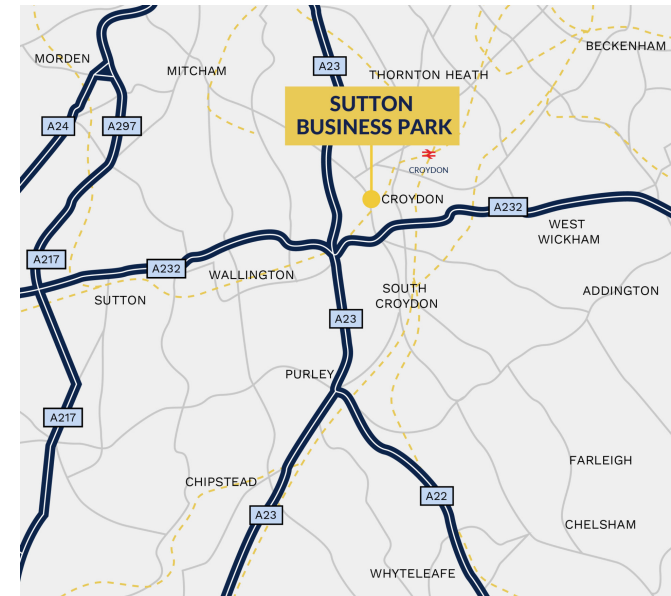 BECKENHAM
MORDEN
A23
MITCHAM
THORNTON HEATH
SUTTON
BUSINESS PARK
A24
A297
CROYDON
CROYDON
A232
WEST
WICKHAM
A217
A232
WALLINGTON
SUTTON
SOUTH
CROYDON
ADDINGTON
A23
PURLEY
A217
FARLEIGH
CHIPSTEAD
A22
A23
CHELSHAM
WHYTELEAFE